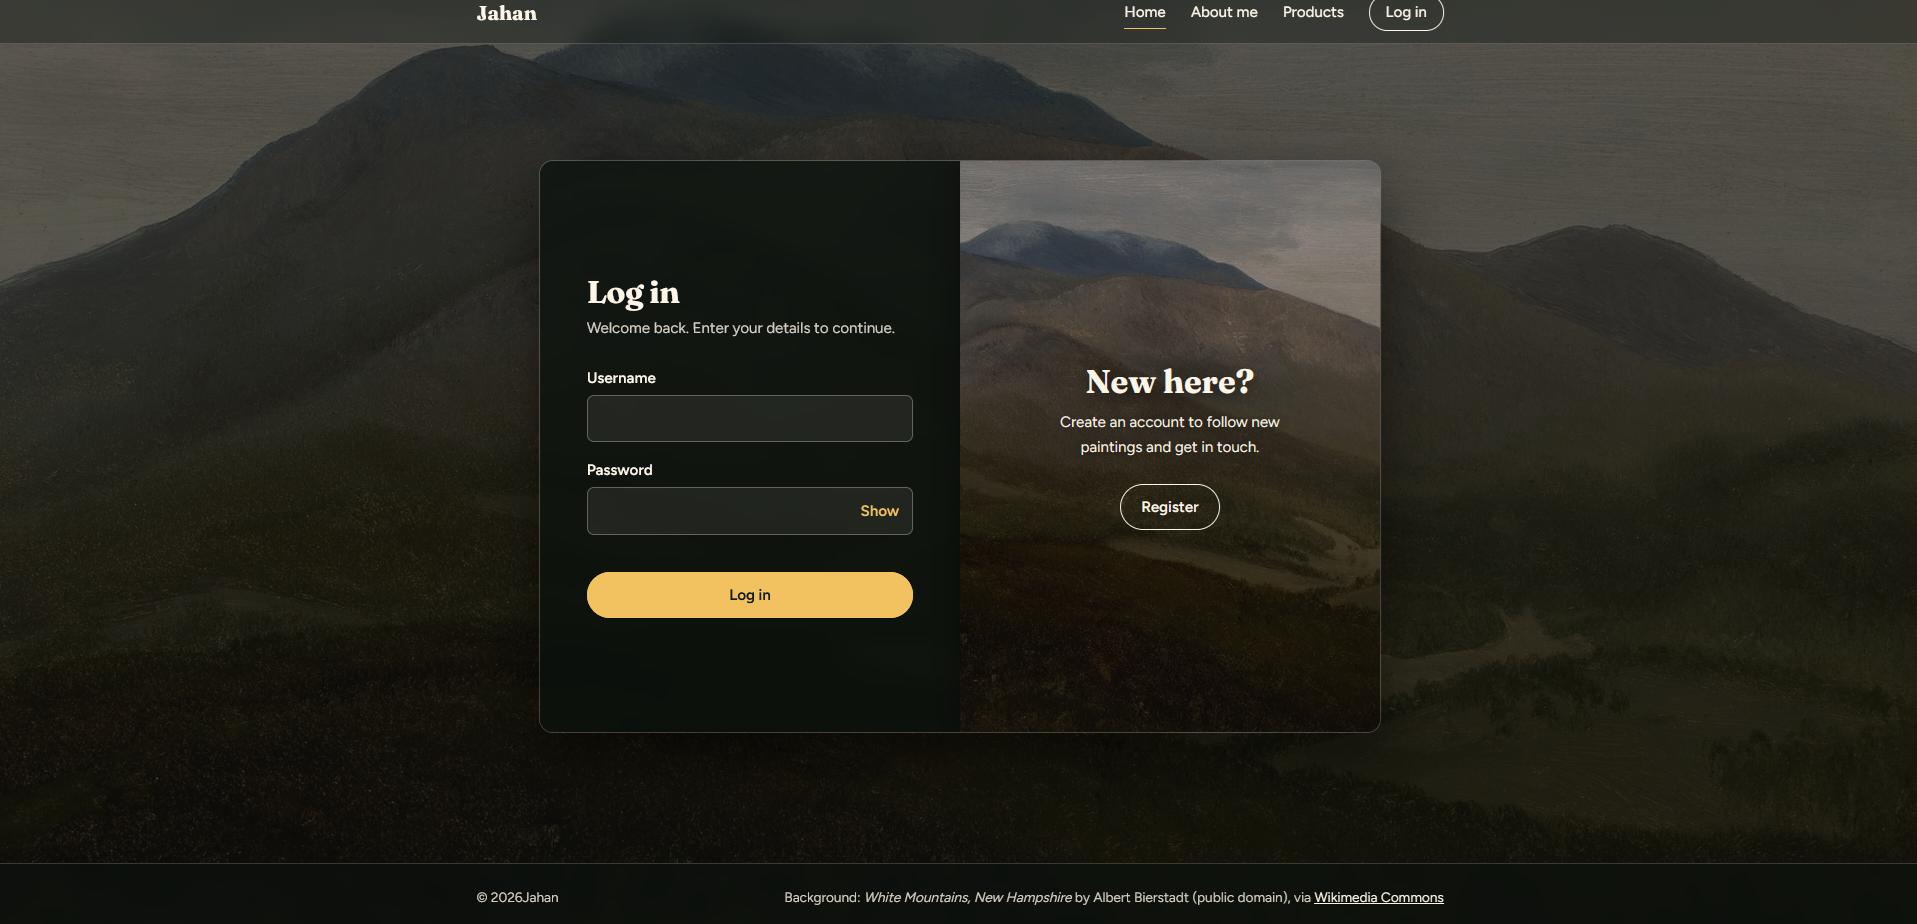 Jahan
Home About me Products Log in
Log in
Welcome back. Enter your details to continue.
Username
Password
Show
Log in
New here?
Create an account to follow new
paintings and get in touch.
Register
© 2026Jahan
Background: White Mountains, New Hampshire by Albert Bierstadt (public domain), via Wikimedia Commons